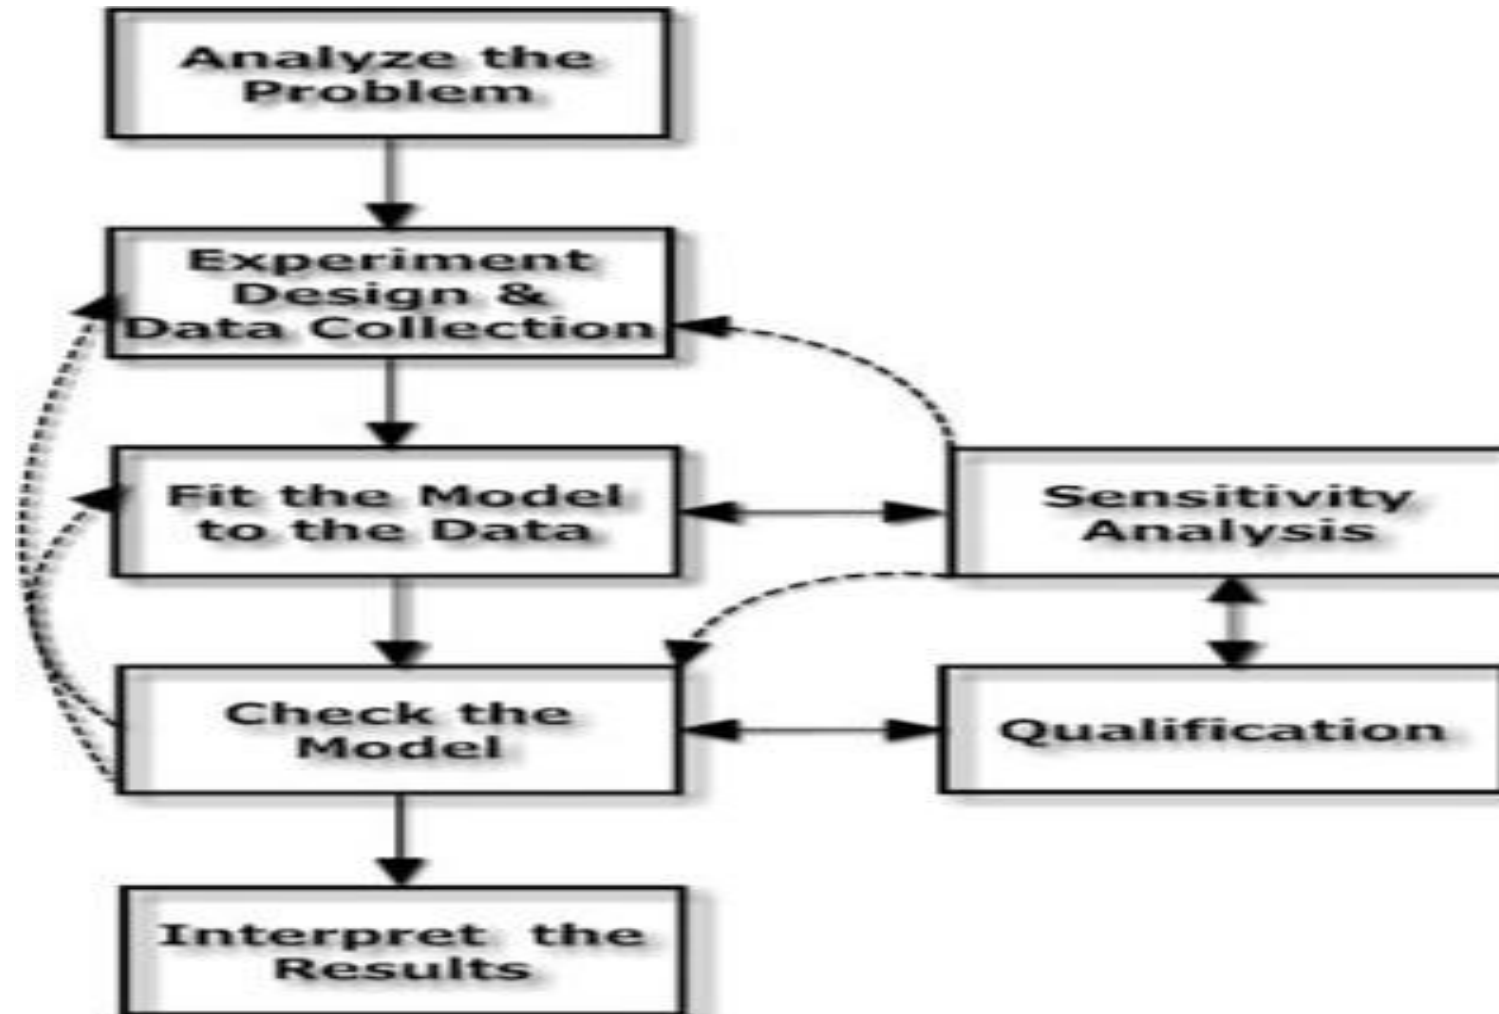 Analyze the
Problem
Experiment
Design &
Data Collection
Fit the Model
to the Data
Sensitivity
Analysis
Check the
Model
Qualification
Interpret the
Results